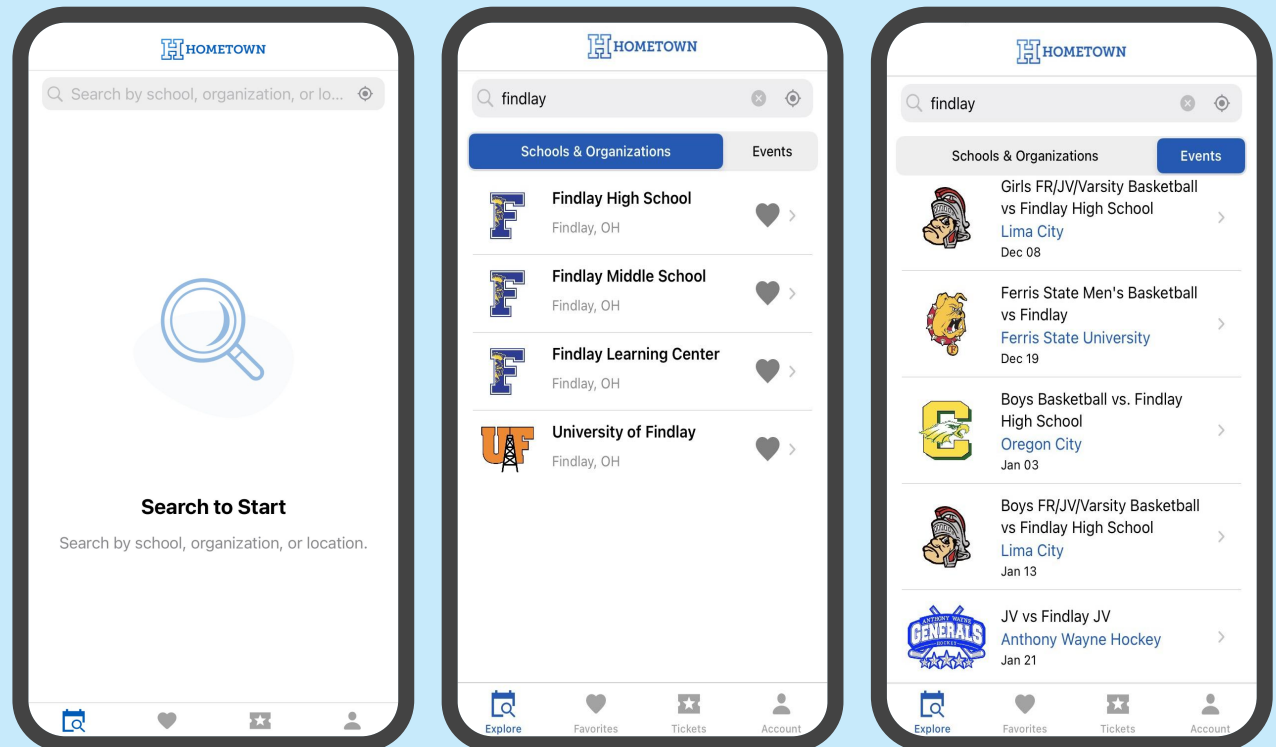 HOMETOWN
Search by school, organization, or lo...
Search to Start
Search by school, organization, or location.
HOMETOWN
findlay
Schools & Organizations
Events
Findlay High School
Findlay, OH
Findlay Middle School
Findlay, OH
Findlay Learning Center
Findlay, OH
UF
University of Findlay
Findlay, OH
Explore
Favorites
Tickets
Account
HOMETOWN
findlay
Schools & Organizations
Events
Girls FR/JV/Varsity Basketball
vs Findlay High School
Lima City
Dec 08
Ferris State Men's Basketball
vs Findlay
Ferris State University
Dec 19
Boys Basketball vs. Findlay
High School
Oregon City
Jan 03
Boys FR/JV/Varsity Basketball
vs Findlay High School
Lima City
Jan 13
ANTHONY WAYNE
GENERALS
HOCKEY
JV vs Findlay JV
Anthony Wayne Hockey
Jan 21
Explore
Favorites
Tickets
Account